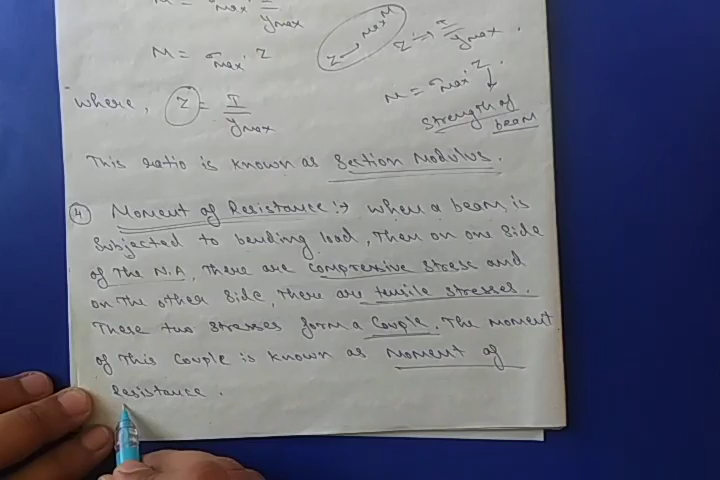 M = σmax. I/ymax
M = σmax. Z
Z → max M
Z → I/ymax .
where, Z = I/ymax
M = σmax. Z.
strength of
beam
This ratio is known as Section Modulus.
4 Moment of Resistance :→ when a beam is
subjected to bending load, Then on one side
of The N.A, There are compressive stress and
on The other side, There are tensile stresses.
These two stresses form a couple. The moment
of This couple is known as Moment of
Resistance.